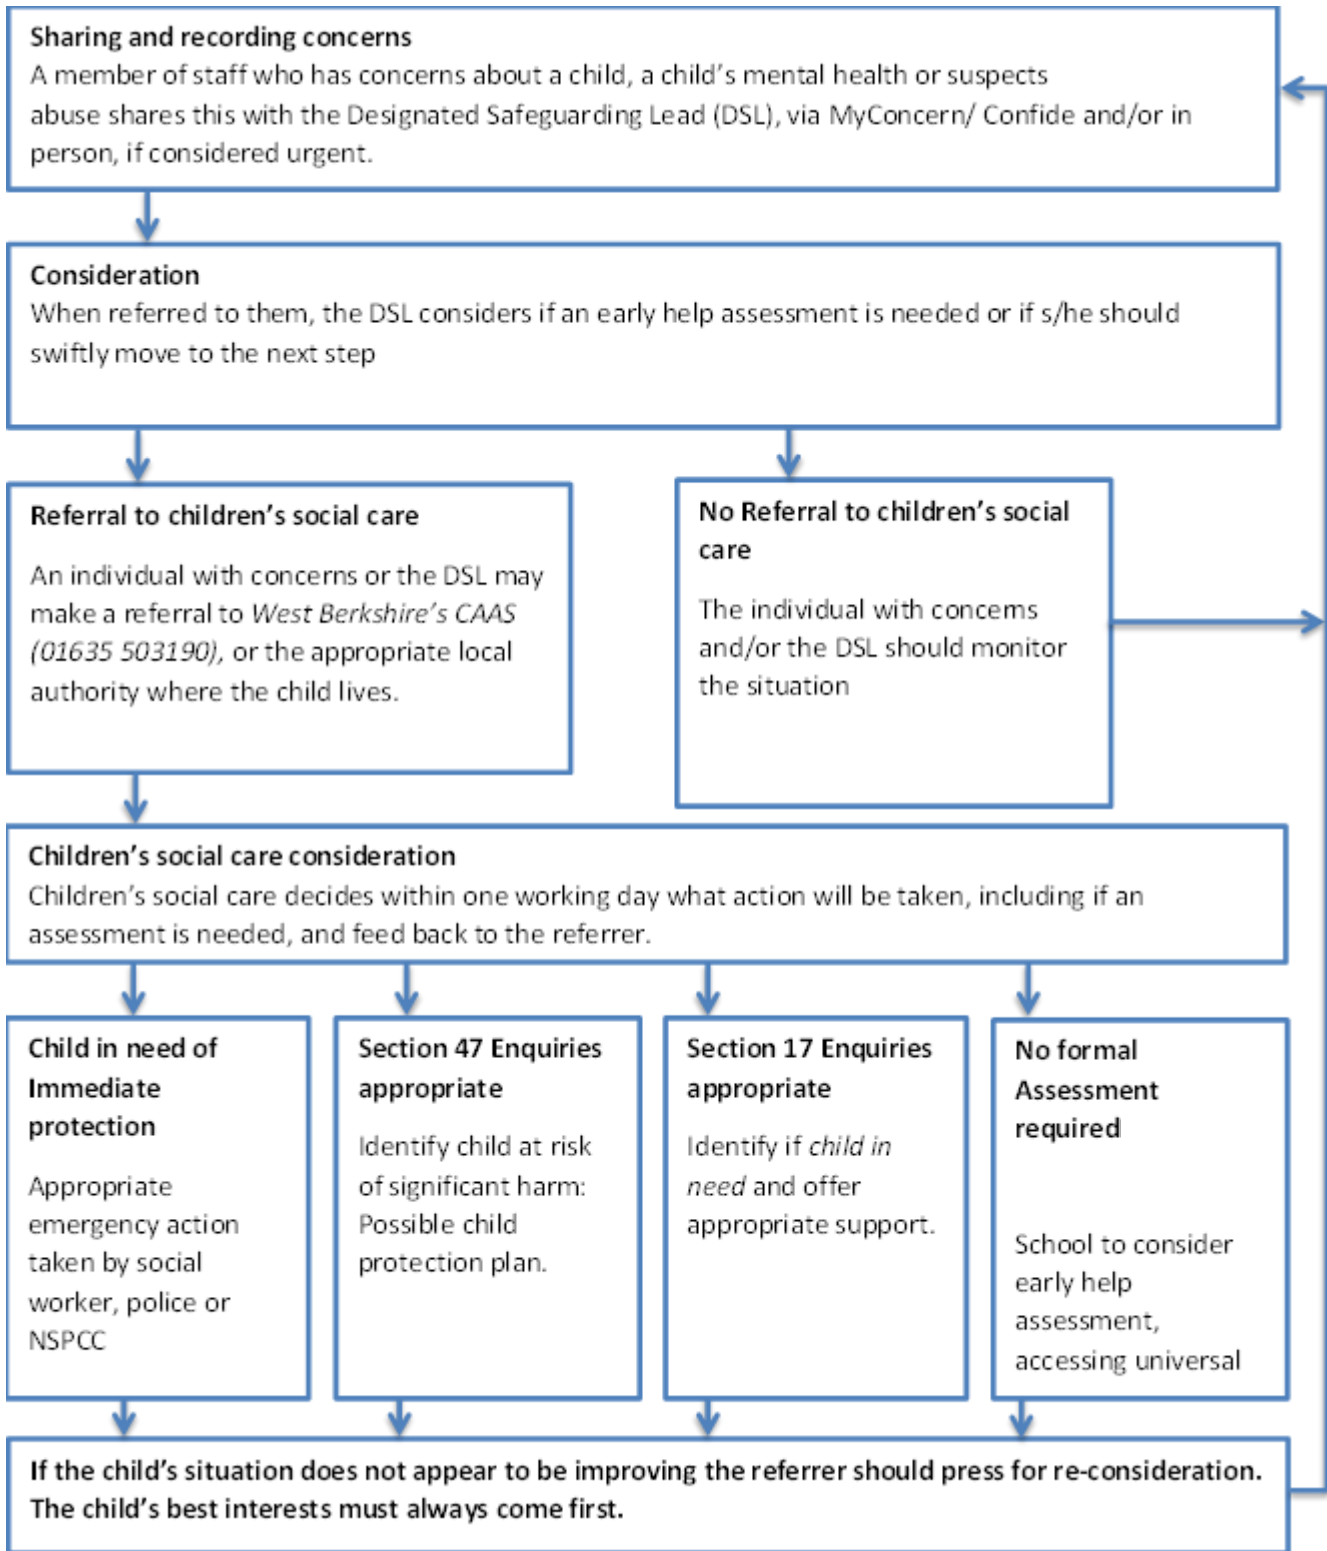 Sharing and recording concerns
A member of staff who has concerns about a child, a child's mental health or suspects
abuse shares this with the Designated Safeguarding Lead (DSL), via MyConcern/ Confide and/or in
person, if considered urgent.
Consideration
When referred to them, the DSL considers if an early help assessment is needed or if s/he should
swiftly move to the next step
Referral to children's social care
An individual with concerns or the DSL may
make a referral to West Berkshire's CAAS
(01635 503190), or the appropriate local
authority where the child lives.
No Referral to children's social
care
The individual with concerns
and/or the DSL should monitor
the situation
Children's social care consideration
Children's social care decides within one working day what action will be taken, including if an
assessment is needed, and feed back to the referrer.
Child in need of
Immediate
protection
Appropriate
emergency action
taken by social
worker, police or
NSPCC
Section 47 Enquiries
appropriate
Identify child at risk
of significant harm:
Possible child
protection plan.
Section 17 Enquiries
appropriate
Identify if child in
need and offer
appropriate support.
No formal
Assessment
required
School to consider
early help
assessment,
accessing universal
If the child's situation does not appear to be improving the referrer should press for re-consideration.
The child's best interests must always come first.